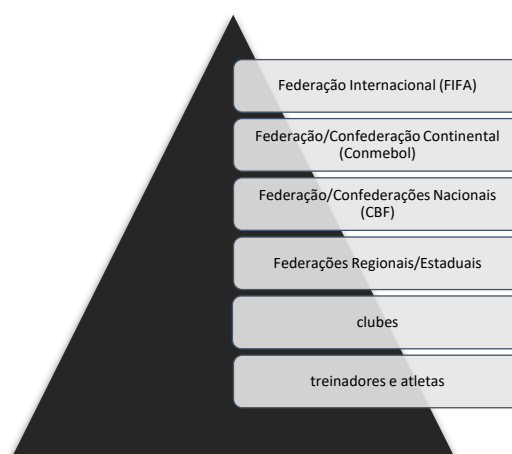 Federação Internacional (FIFA)
Federação/Confederação Continental
(Conmebol)
Federação/Confederações Nacionais
(CBF)
Federações Regionais/Estaduais
clubes
treinadores e atletas